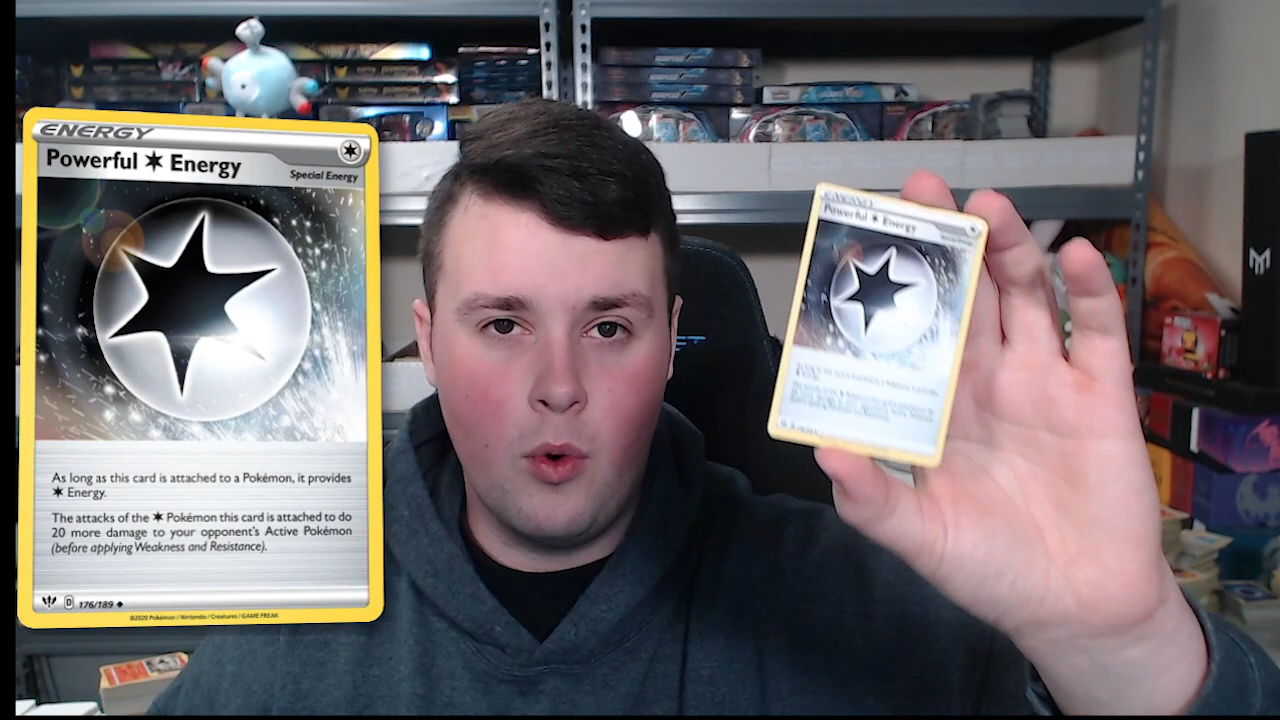 ENERGY
Powerful ✶ Energy
Special Energy
As long as this card is attached to a Pokémon, it provides
✶ Energy.
The attacks of the ✶ Pokémon this card is attached to do
20 more damage to your opponent's Active Pokémon
(before applying Weakness and Resistance).
D 176/189 ◆
©2020 Pokémon / Nintendo / Creatures / GAME FREAK
ENERGY
Powerful ✶ Energy